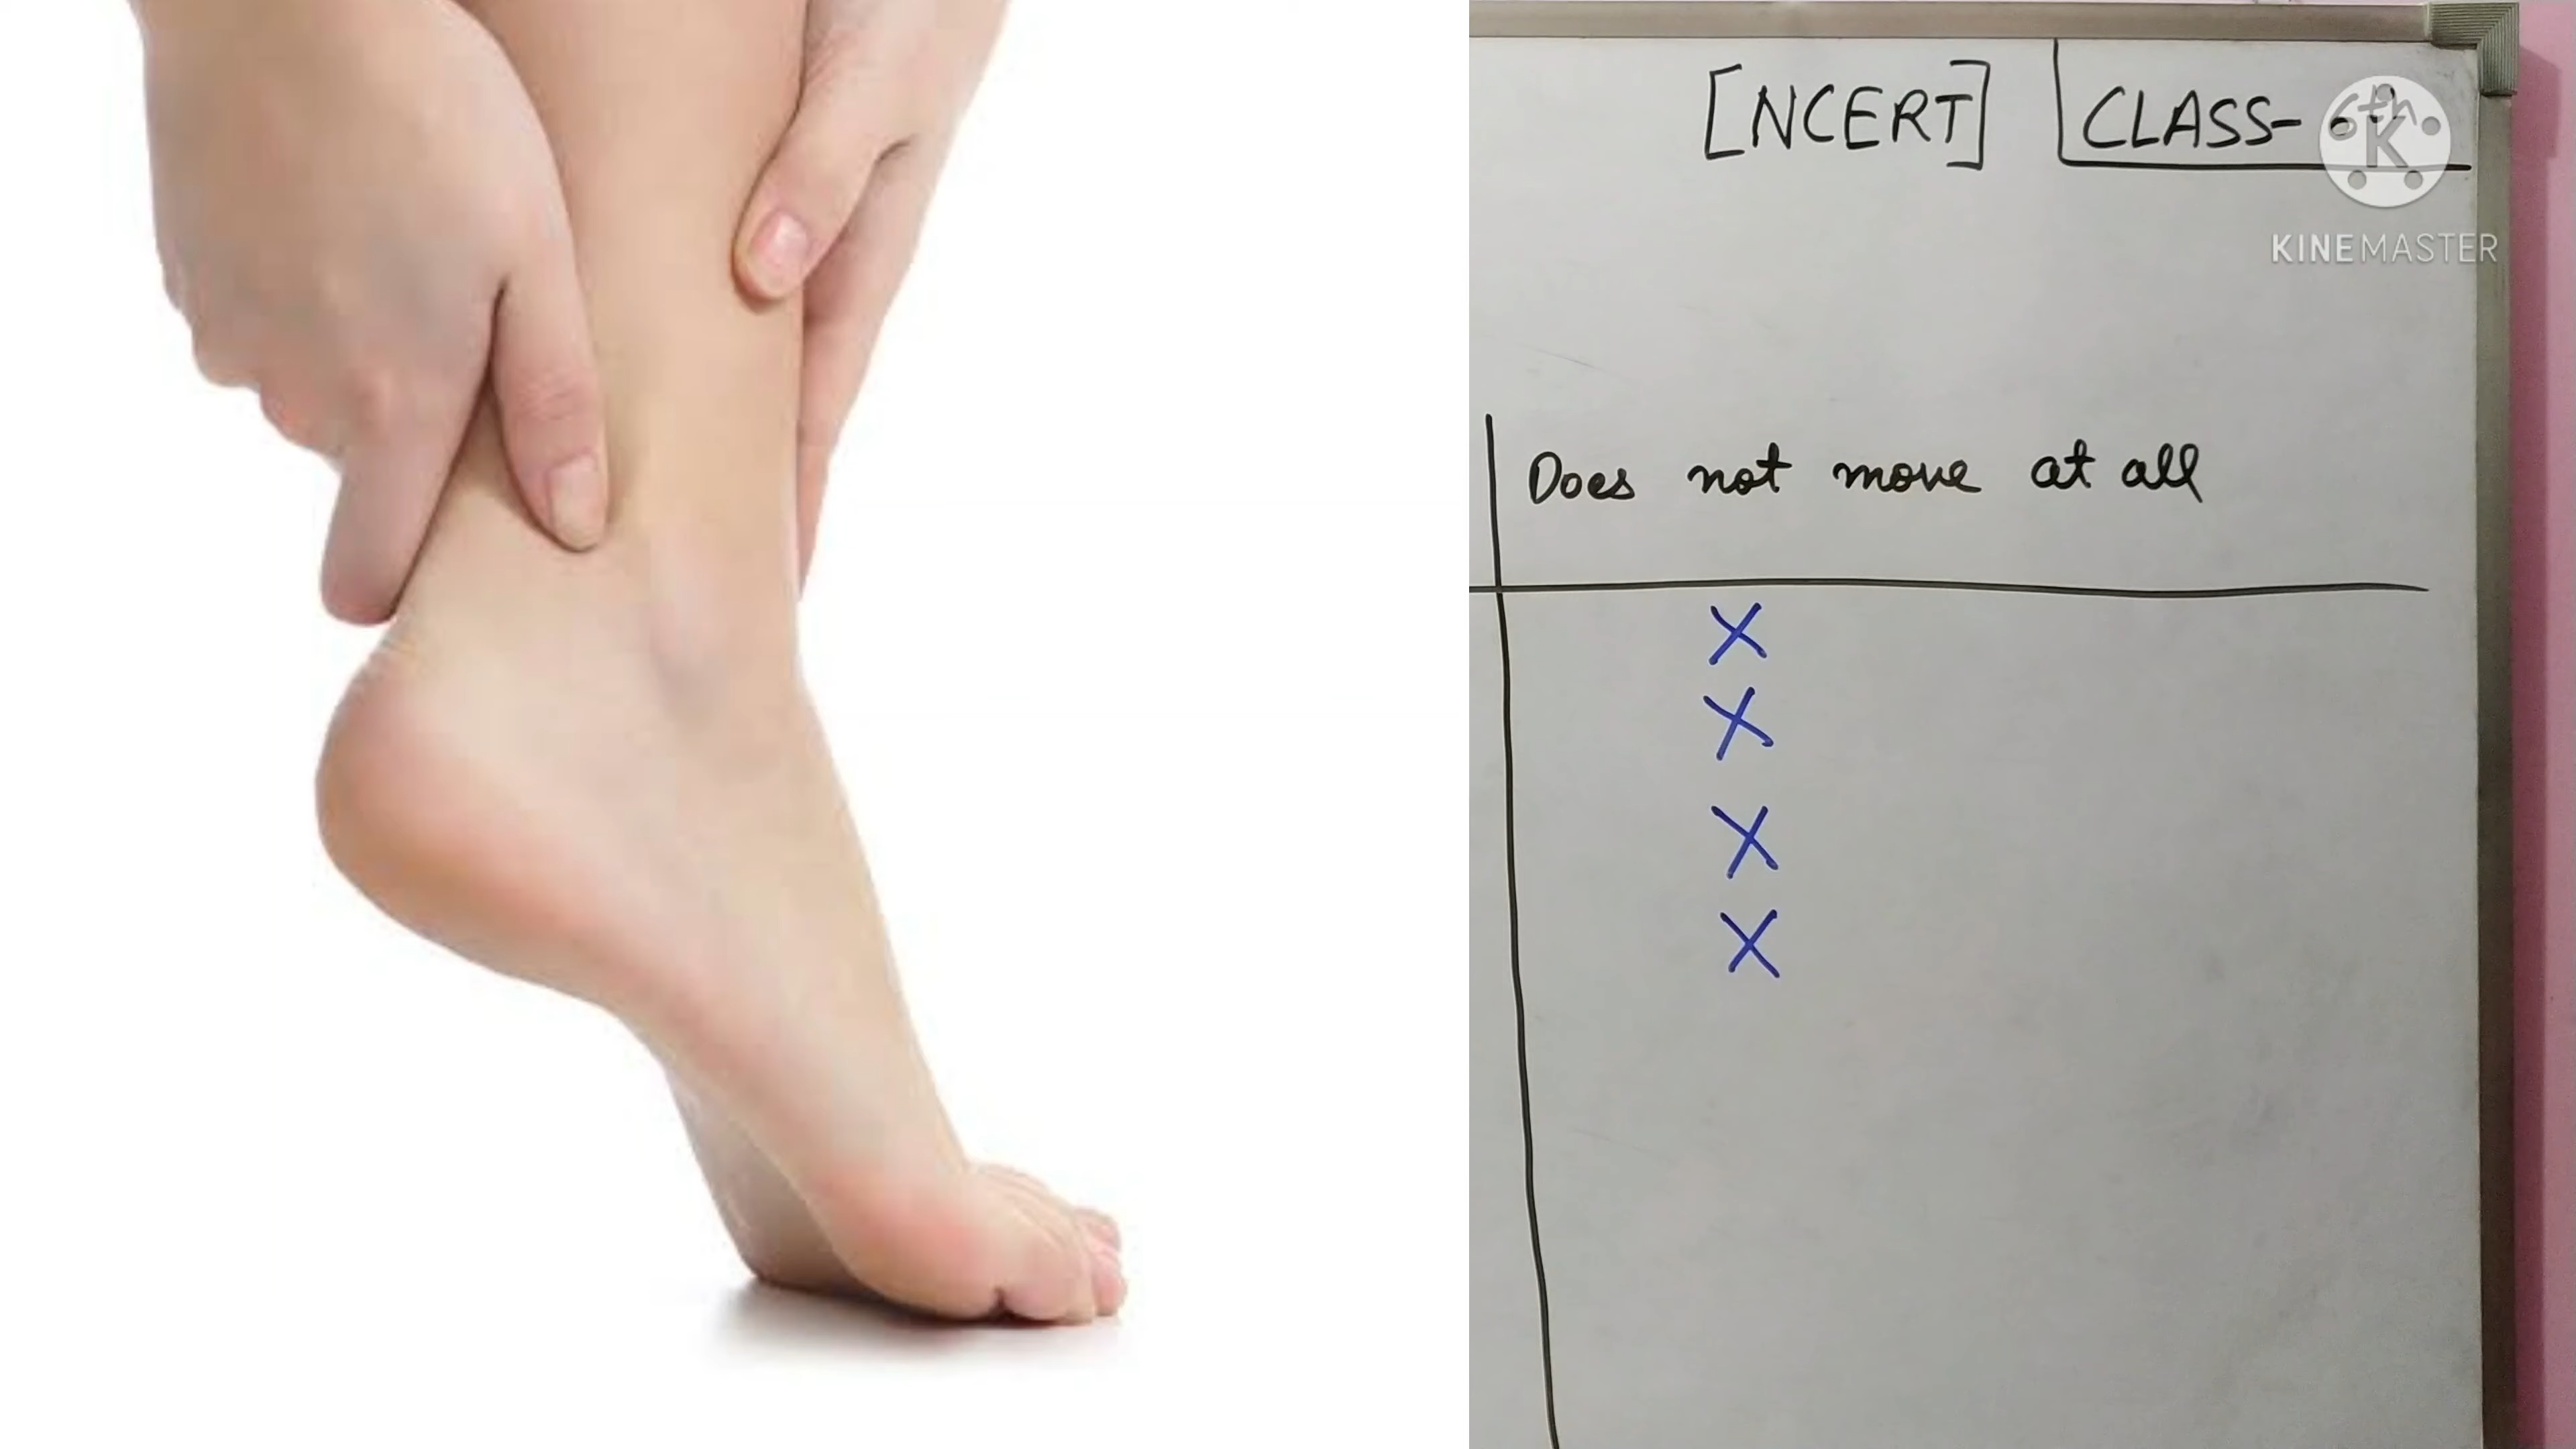 [NCERT] CLASS- 6th
KINEMASTER
Does not move at all
X
X
X
X